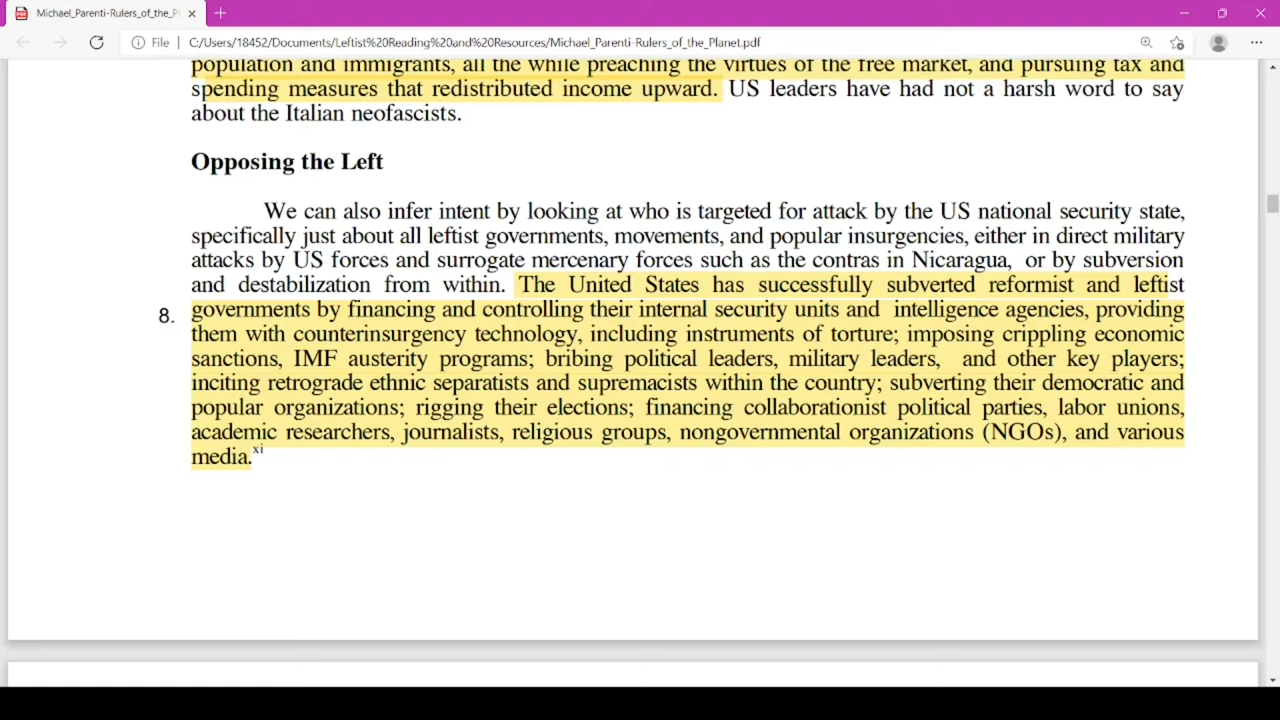 Michael_Parenti-Rulers_of_the_Pl
File
C:/Users/18452/Documents/Leftist%20Reading%20and%20Resources/Michael_Parenti-Rulers_of_the_Planet.pdf
population and immigrants, all the while preaching the virtues of the free market, and pursuing tax and
spending measures that redistributed income upward. US leaders have had not a harsh word to say
about the Italian neofascists.
Opposing the Left
We can also infer intent by looking at who is targeted for attack by the US national security state,
specifically just about all leftist governments, movements, and popular insurgencies, either in direct military
attacks by US forces and surrogate mercenary forces such as the contras in Nicaragua, or by subversion
and destabilization from within. The United States has successfully subverted reformist and leftist
8. governments by financing and controlling their internal security units and intelligence agencies, providing
them with counterinsurgency technology, including instruments of torture; imposing crippling economic
sanctions, IMF austerity programs; bribing political leaders, military leaders, and other key players;
inciting retrograde ethnic separatists and supremacists within the country; subverting their democratic and
popular organizations; rigging their elections; financing collaborationist political parties, labor unions,
academic researchers, journalists, religious groups, nongovernmental organizations (NGOs), and various
media.xi